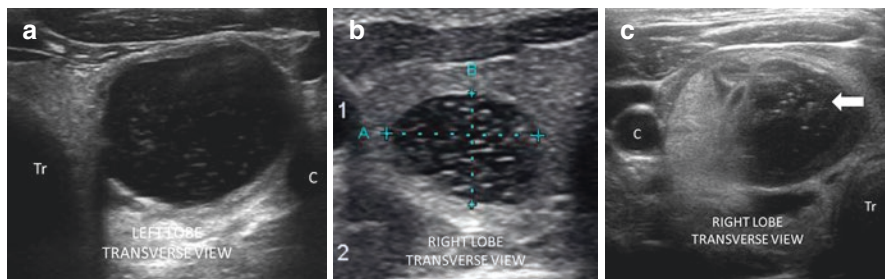 a
Tr
C
LEFT LOBE
TRANSVERSE VIEW
b
B
1
A
2
RIGHT LOBE
TRANSVERSE VIEW
c
C
Tr
RIGHT LOBE
TRANSVERSE VIEW